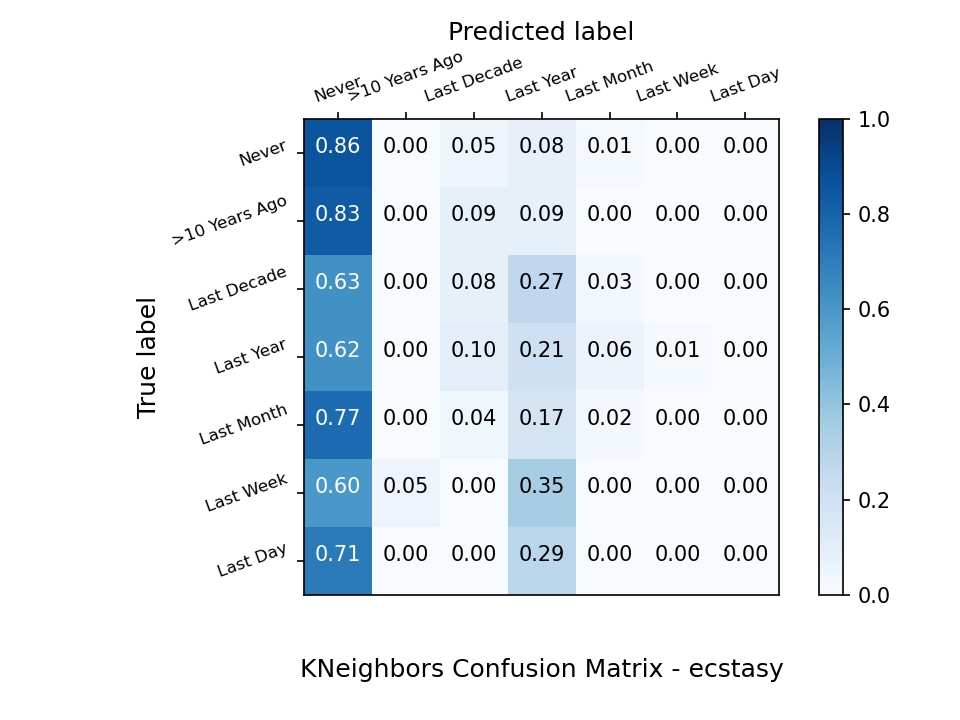 Predicted label
Never
>10 Years Ago
Last Decade
Last Year
Last Month
Last Week
Last Day
True label
Never 0.86 0.00 0.05 0.08 0.01 0.00 0.00
>10 Years Ago 0.83 0.00 0.09 0.09 0.00 0.00 0.00
Last Decade 0.63 0.00 0.08 0.27 0.03 0.00 0.00
Last Year 0.62 0.00 0.10 0.21 0.06 0.01 0.00
Last Month 0.77 0.00 0.04 0.17 0.02 0.00 0.00
Last Week 0.60 0.05 0.00 0.35 0.00 0.00 0.00
Last Day 0.71 0.00 0.00 0.29 0.00 0.00 0.00
1.0
0.8
0.6
0.4
0.2
0.0
KNeighbors Confusion Matrix - ecstasy